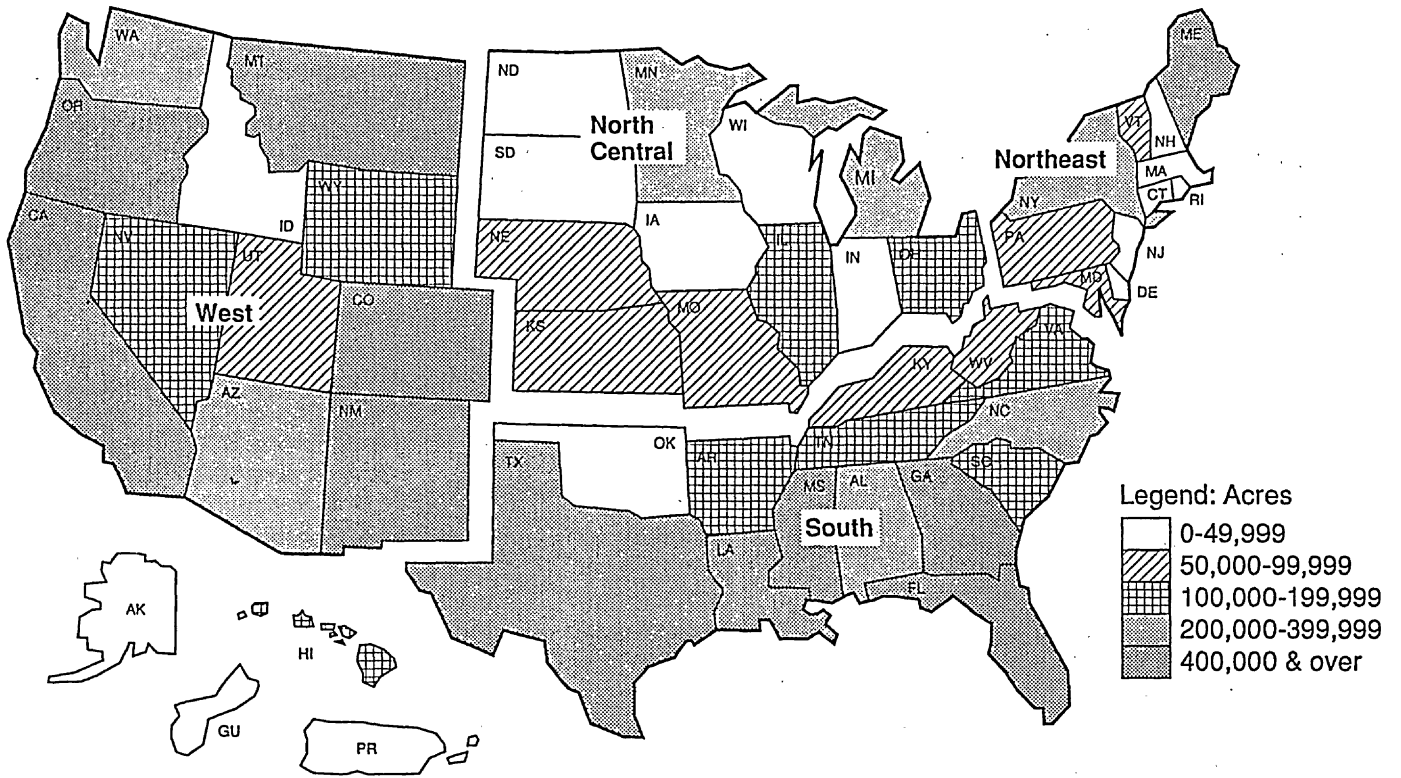 WA
MT
ND
MN
ME
OR
North
Central
WI
VT
NH
SD
Northeast
MI
MA
WY
CT
RI
ID
NY
CA
IA
NV
NE
IL
PA
UT
IN
OH
NJ
MD
DE
West
CO
MO
KS
VA
KY
WV
AZ
NM
NC
OK
TN
TX
AR
SC
MS
AL
GA
South
LA
FL
Legend: Acres
0-49,999
50,000-99,999
100,000-199,999
200,000-399,999
400,000 & over
AK
HI
GU
PR